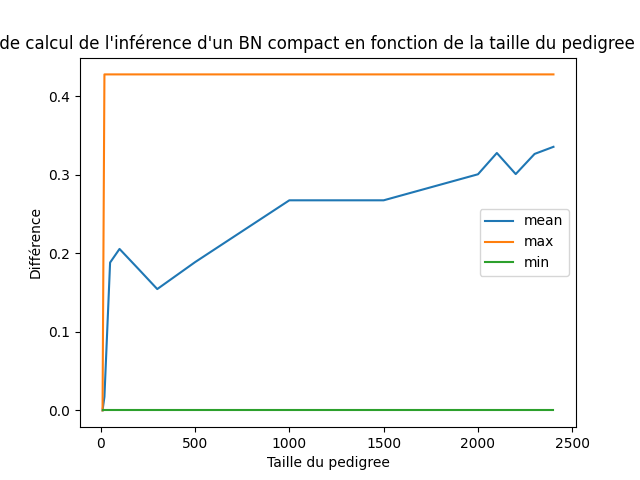 de calcul de l'inférence d'un BN compact en fonction de la taille du pedigree
0.4
0.3
0.2
0.1
0.0
Différence
mean
max
min
0
500
1000
1500
2000
2500
Taille du pedigree